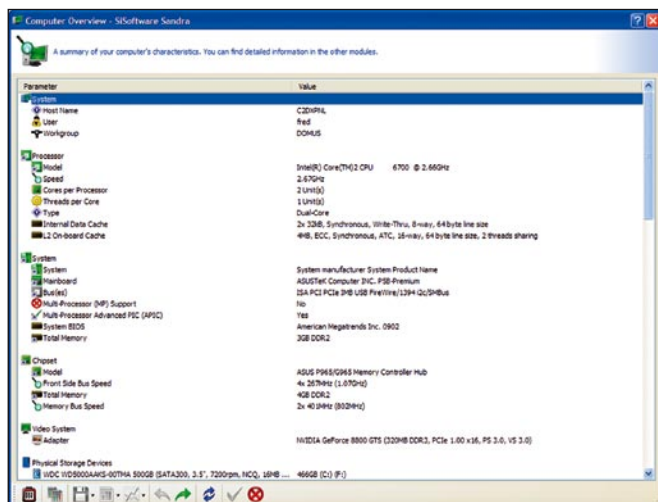 Computer Overview - SiSoftware Sandra
A summary of your computer's characteristics. You can find detailed information in the other modules.
Parameter Value
System
Host Name C2DXPNL
User fred
Workgroup DOMUS
Processor
Model Intel(R) Core(TM)2 CPU 6700 @ 2.66GHz
Speed 2.67GHz
Cores per Processor 2 Unit(s)
Threads per Core 1 Unit(s)
Type Dual-Core
Internal Data Cache 2x 32kB, Synchronous, Write-Thru, 8-way, 64 byte line size
L2 On-board Cache 4MB, ECC, Synchronous, ATC, 16-way, 64 byte line size, 2 threads sharing
System
System System manufacturer System Product Name
Mainboard ASUSTeK Computer INC. P5B-Premium
Bus(es) ISA PCI PCIe IMB USB FireWire/1394 i2c/SMBus
Multi-Processor (MP) Support No
Multi-Processor Advanced PIC (APIC) Yes
System BIOS American Megatrends Inc. 0902
Total Memory 3GB DDR2
Chipset
Model ASUS P965/G965 Memory Controller Hub
Front Side Bus Speed 4x 267MHz (1.07GHz)
Total Memory 4GB DDR2
Memory Bus Speed 2x 401MHz (802MHz)
Video System
Adapter NVIDIA GeForce 8800 GTS (320MB DDR3, PCIe 1.00 x16, PS 3.0, VS 3.0)
Physical Storage Devices
WDC WD5000AAKS-00TMA 500GB (SATA300, 3.5", 7200rpm, NCQ, 16MB ... 466GB (C:) (F:)